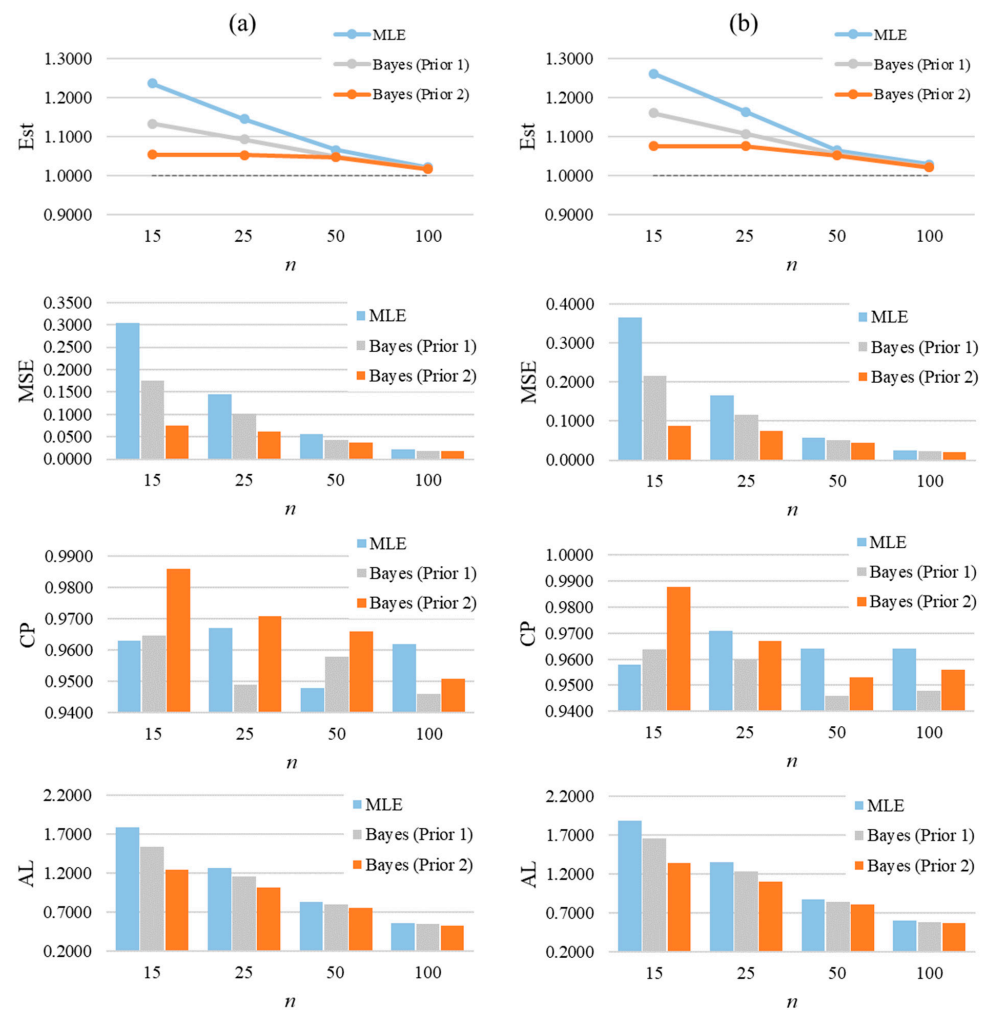 (a)
MLE
Bayes (Prior 1)
Bayes (Prior 2)
Est
1.3000
1.2000
1.1000
1.0000
0.9000
15 25 50 100
n
(b)
MLE
Bayes (Prior 1)
Bayes (Prior 2)
Est
1.3000
1.2000
1.1000
1.0000
0.9000
15 25 50 100
n
MSE
0.3500
0.3000
0.2500
0.2000
0.1500
0.1000
0.0500
0.0000
MLE
Bayes (Prior 1)
Bayes (Prior 2)
15 25 50 100
n
MSE
0.4000
0.3000
0.2000
0.1000
0.0000
MLE
Bayes (Prior 1)
Bayes (Prior 2)
15 25 50 100
n
CP
0.9900
0.9800
0.9700
0.9600
0.9500
0.9400
MLE
Bayes (Prior 1)
Bayes (Prior 2)
15 25 50 100
n
CP
1.0000
0.9900
0.9800
0.9700
0.9600
0.9500
0.9400
MLE
Bayes (Prior 1)
Bayes (Prior 2)
15 25 50 100
n
AL
2.2000
1.7000
1.2000
0.7000
0.2000
MLE
Bayes (Prior 1)
Bayes (Prior 2)
15 25 50 100
n
AL
2.2000
1.7000
1.2000
0.7000
0.2000
MLE
Bayes (Prior 1)
Bayes (Prior 2)
15 25 50 100
n